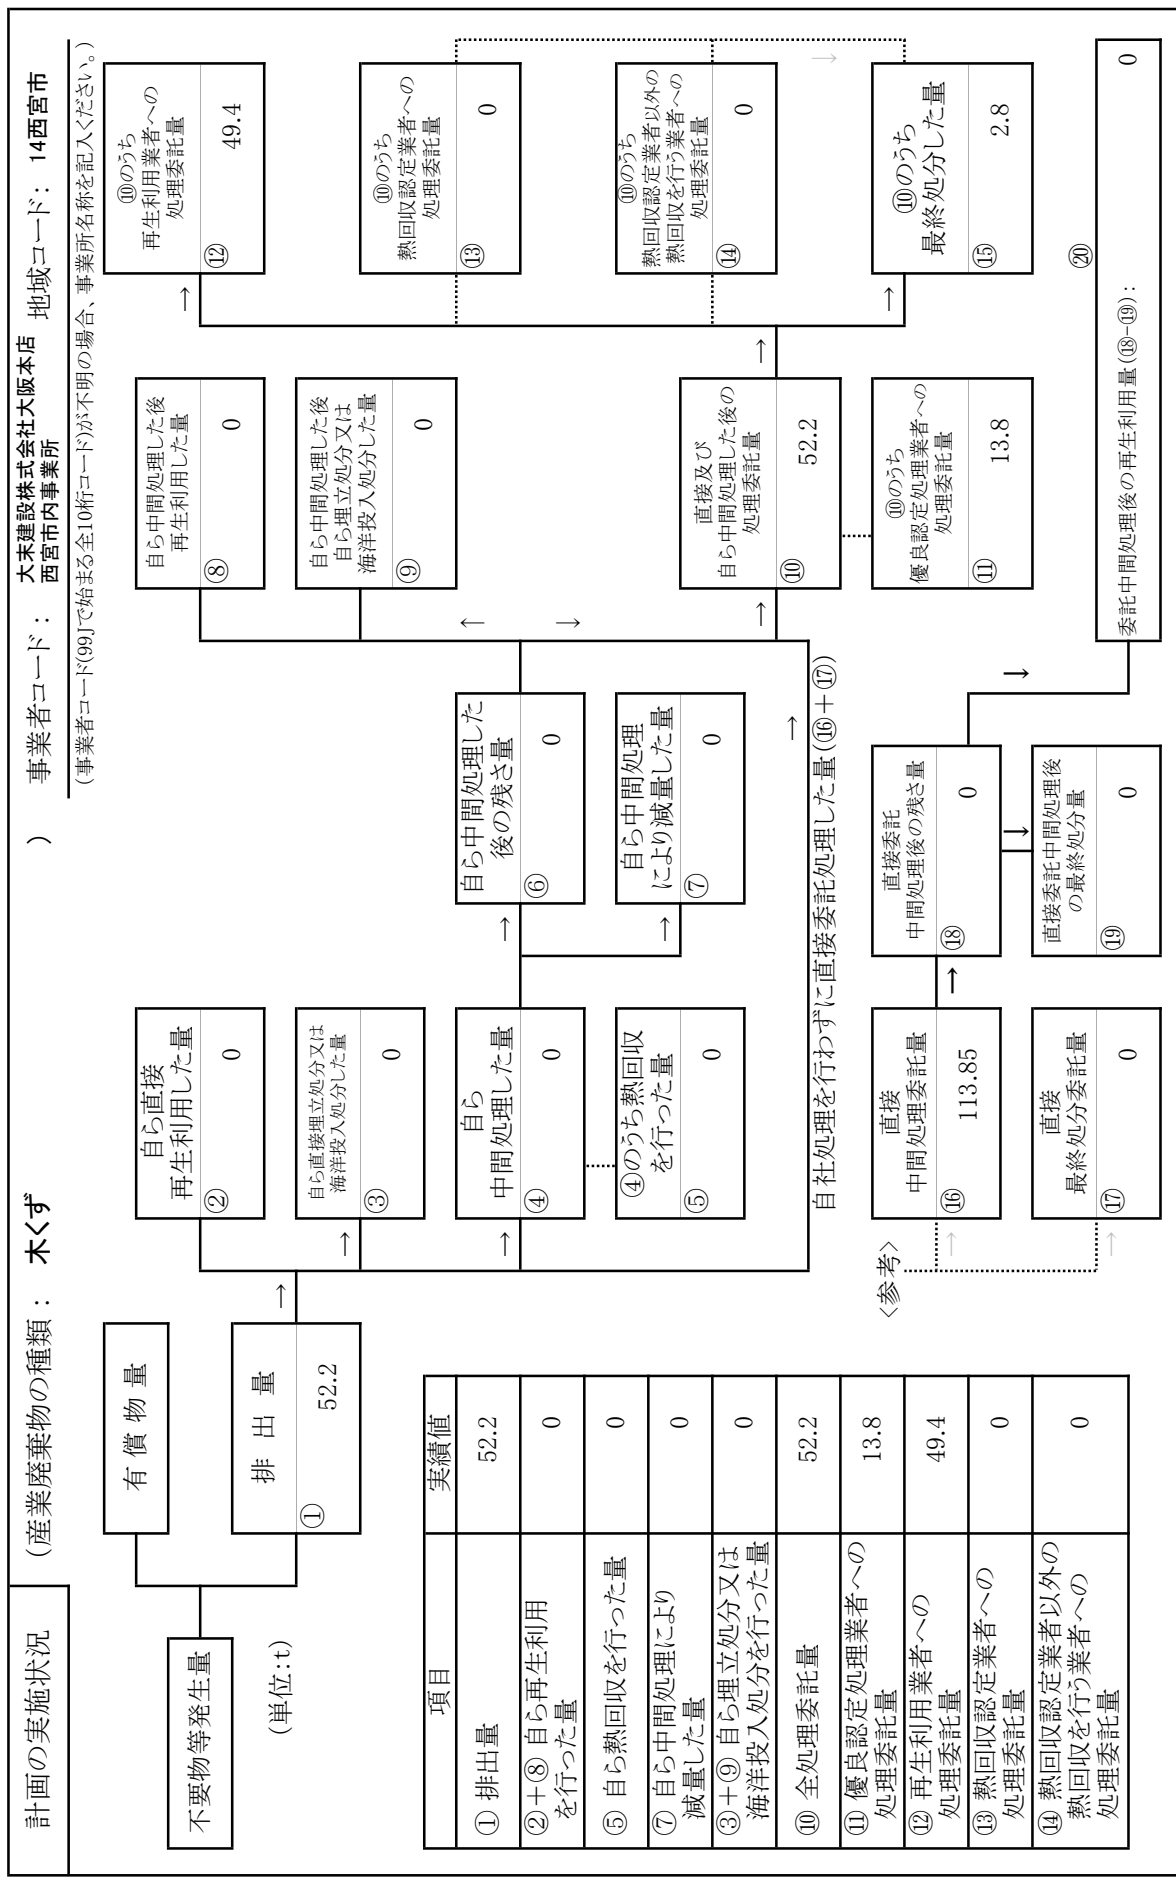 計画の実施状況
(産業廃棄物の種類： 木くず )
事業者コード： 大末建設株式会社大阪本店
西宮市内事業所
地域コード： 14西宮市
(事業者コード(99Jで始まる全10桁コード)が不明の場合、事業所名称を記入ください。)
不要物等発生量
(単位:t)
有 償 物 量
排 出 量
① 52.2
→
自ら直接
再生利用した量
② 0
→
自ら直接埋立処分又は
海洋投入処分した量
③ 0
→
自ら
中間処理した量
④ 0
④のうち熱回収
を行った量
⑤ 0
→
自ら中間処理した
後の残さ量
⑥ 0
→
自ら中間処理
により減量した量
⑦ 0
↑
↓
自ら中間処理した後
再生利用した量
⑧ 0
自ら中間処理した後
自ら埋立処分又は
海洋投入処分した量
⑨ 0
自社処理を行わずに直接委託処理した量(⑯＋⑰)
→
→
直接及び
自ら中間処理した後の
処理委託量
⑩ 52.2
⑩のうち
優良認定処理業者への
処理委託量
⑪ 13.8
→
→
⑩のうち
再生利用業者への
処理委託量
⑫ 49.4
⑩のうち
熱回収認定業者への
処理委託量
⑬ 0
⑩のうち
熱回収認定業者以外の
熱回収を行う業者への
処理委託量
⑭ 0
↓
→
⑩のうち
最終処分した量
⑮ 2.8
<参考>
→
直接
中間処理委託量
⑯ 113.85
→
直接
最終処分委託量
⑰ 0
→
直接委託
中間処理後の残さ量
⑱ 0
↓
直接委託中間処理後
の最終処分量
⑲ 0
↓
⑳
委託中間処理後の再生利用量(⑱-⑲)： 0
項目 実績値
① 排出量 52.2
②＋⑧ 自ら再生利用
を行った量 0
⑤ 自ら熱回収を行った量 0
⑦ 自ら中間処理により
減量した量 0
③＋⑨ 自ら埋立処分又は
海洋投入処分を行った量 0
⑩ 全処理委託量 52.2
⑪ 優良認定処理業者への
処理委託量 13.8
⑫ 再生利用業者への
処理委託量 49.4
⑬ 熱回収認定業者への
処理委託量 0
⑭ 熱回収認定業者以外の
熱回収を行う業者への
処理委託量 0